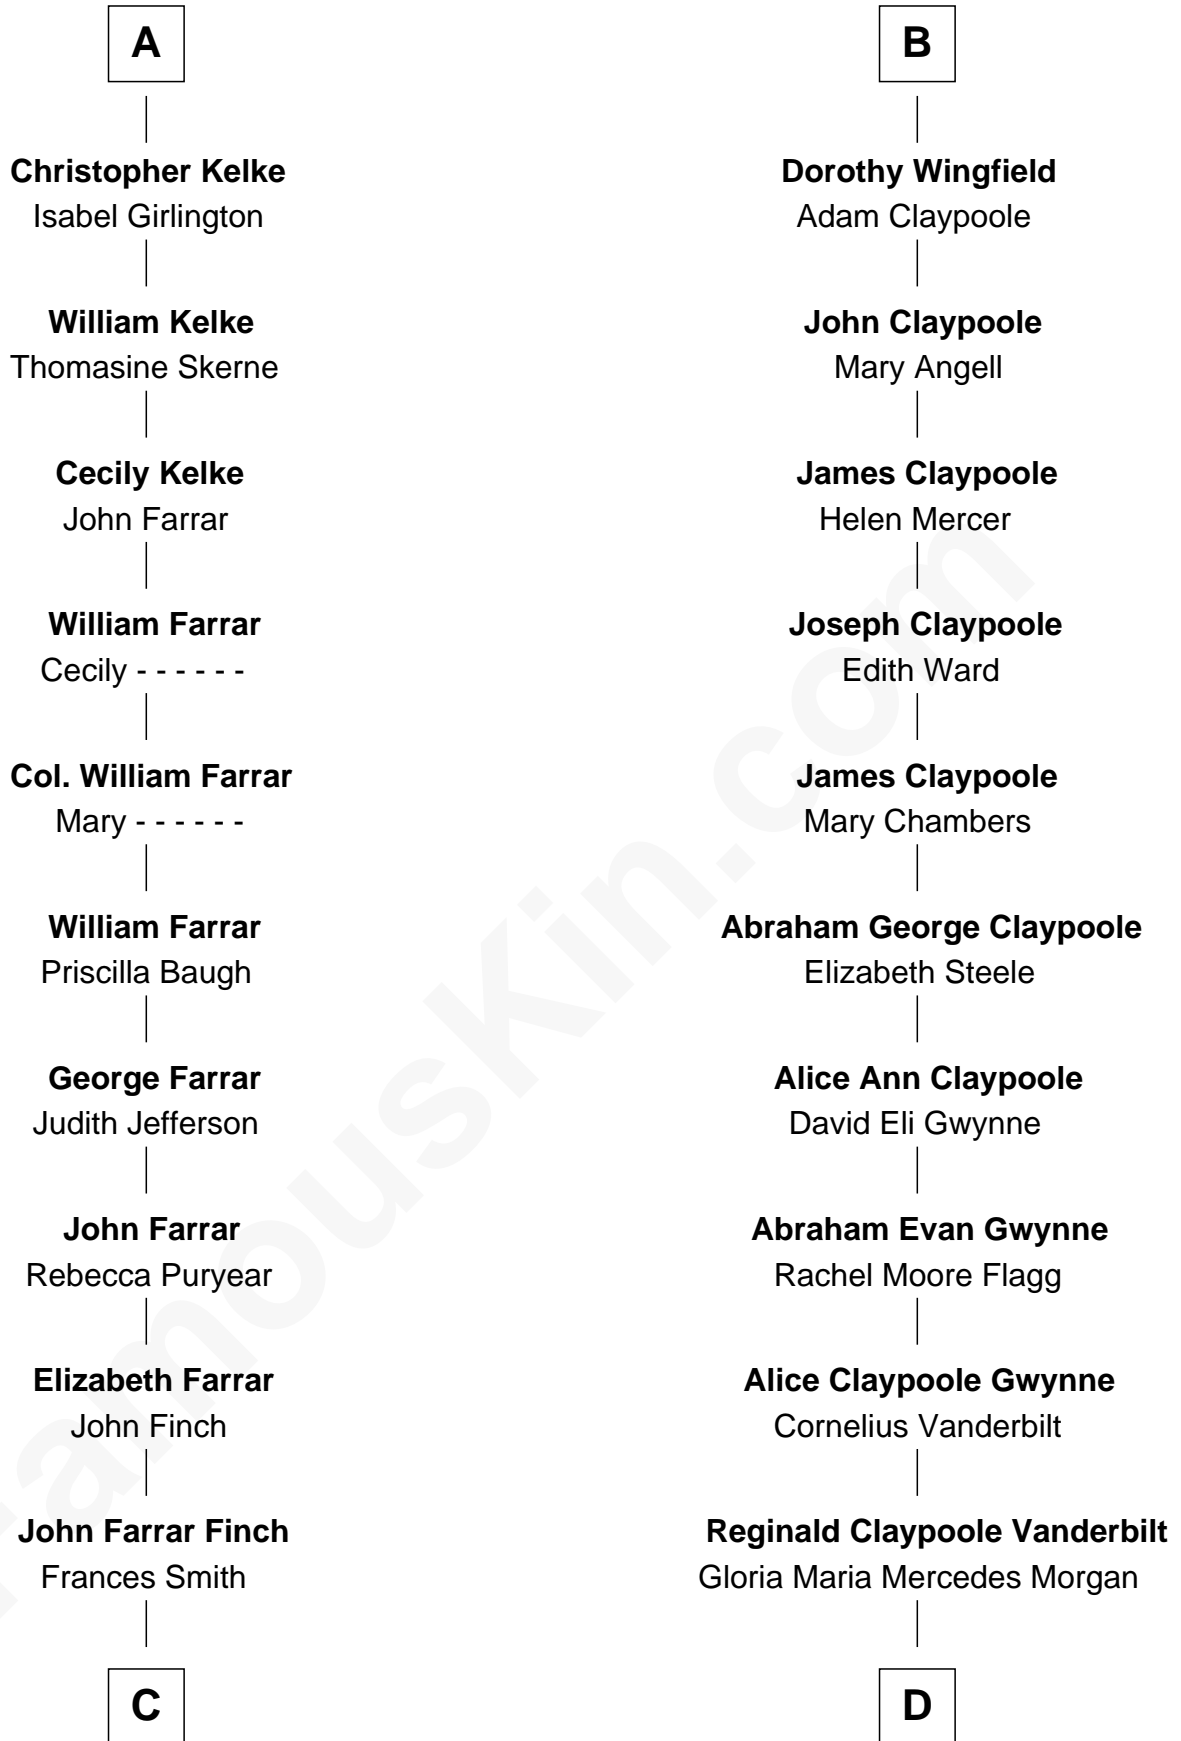 A
Christopher Kelke
Isabel Girlington
William Kelke
Thomasine Skerne
Cecily Kelke
John Farrar
William Farrar
Cecily - - - - - -
Col. William Farrar
Mary - - - - - -
William Farrar
Priscilla Baugh
George Farrar
Judith Jefferson
John Farrar
Rebecca Puryear
Elizabeth Farrar
John Finch
John Farrar Finch
Frances Smith
C
B
Dorothy Wingfield
Adam Claypoole
John Claypoole
Mary Angell
James Claypoole
Helen Mercer
Joseph Claypoole
Edith Ward
James Claypoole
Mary Chambers
Abraham George Claypoole
Elizabeth Steele
Alice Ann Claypoole
David Eli Gwynne
Abraham Evan Gwynne
Rachel Moore Flagg
Alice Claypoole Gwynne
Cornelius Vanderbilt
Reginald Claypoole Vanderbilt
Gloria Maria Mercedes Morgan
D
FamousKin.com